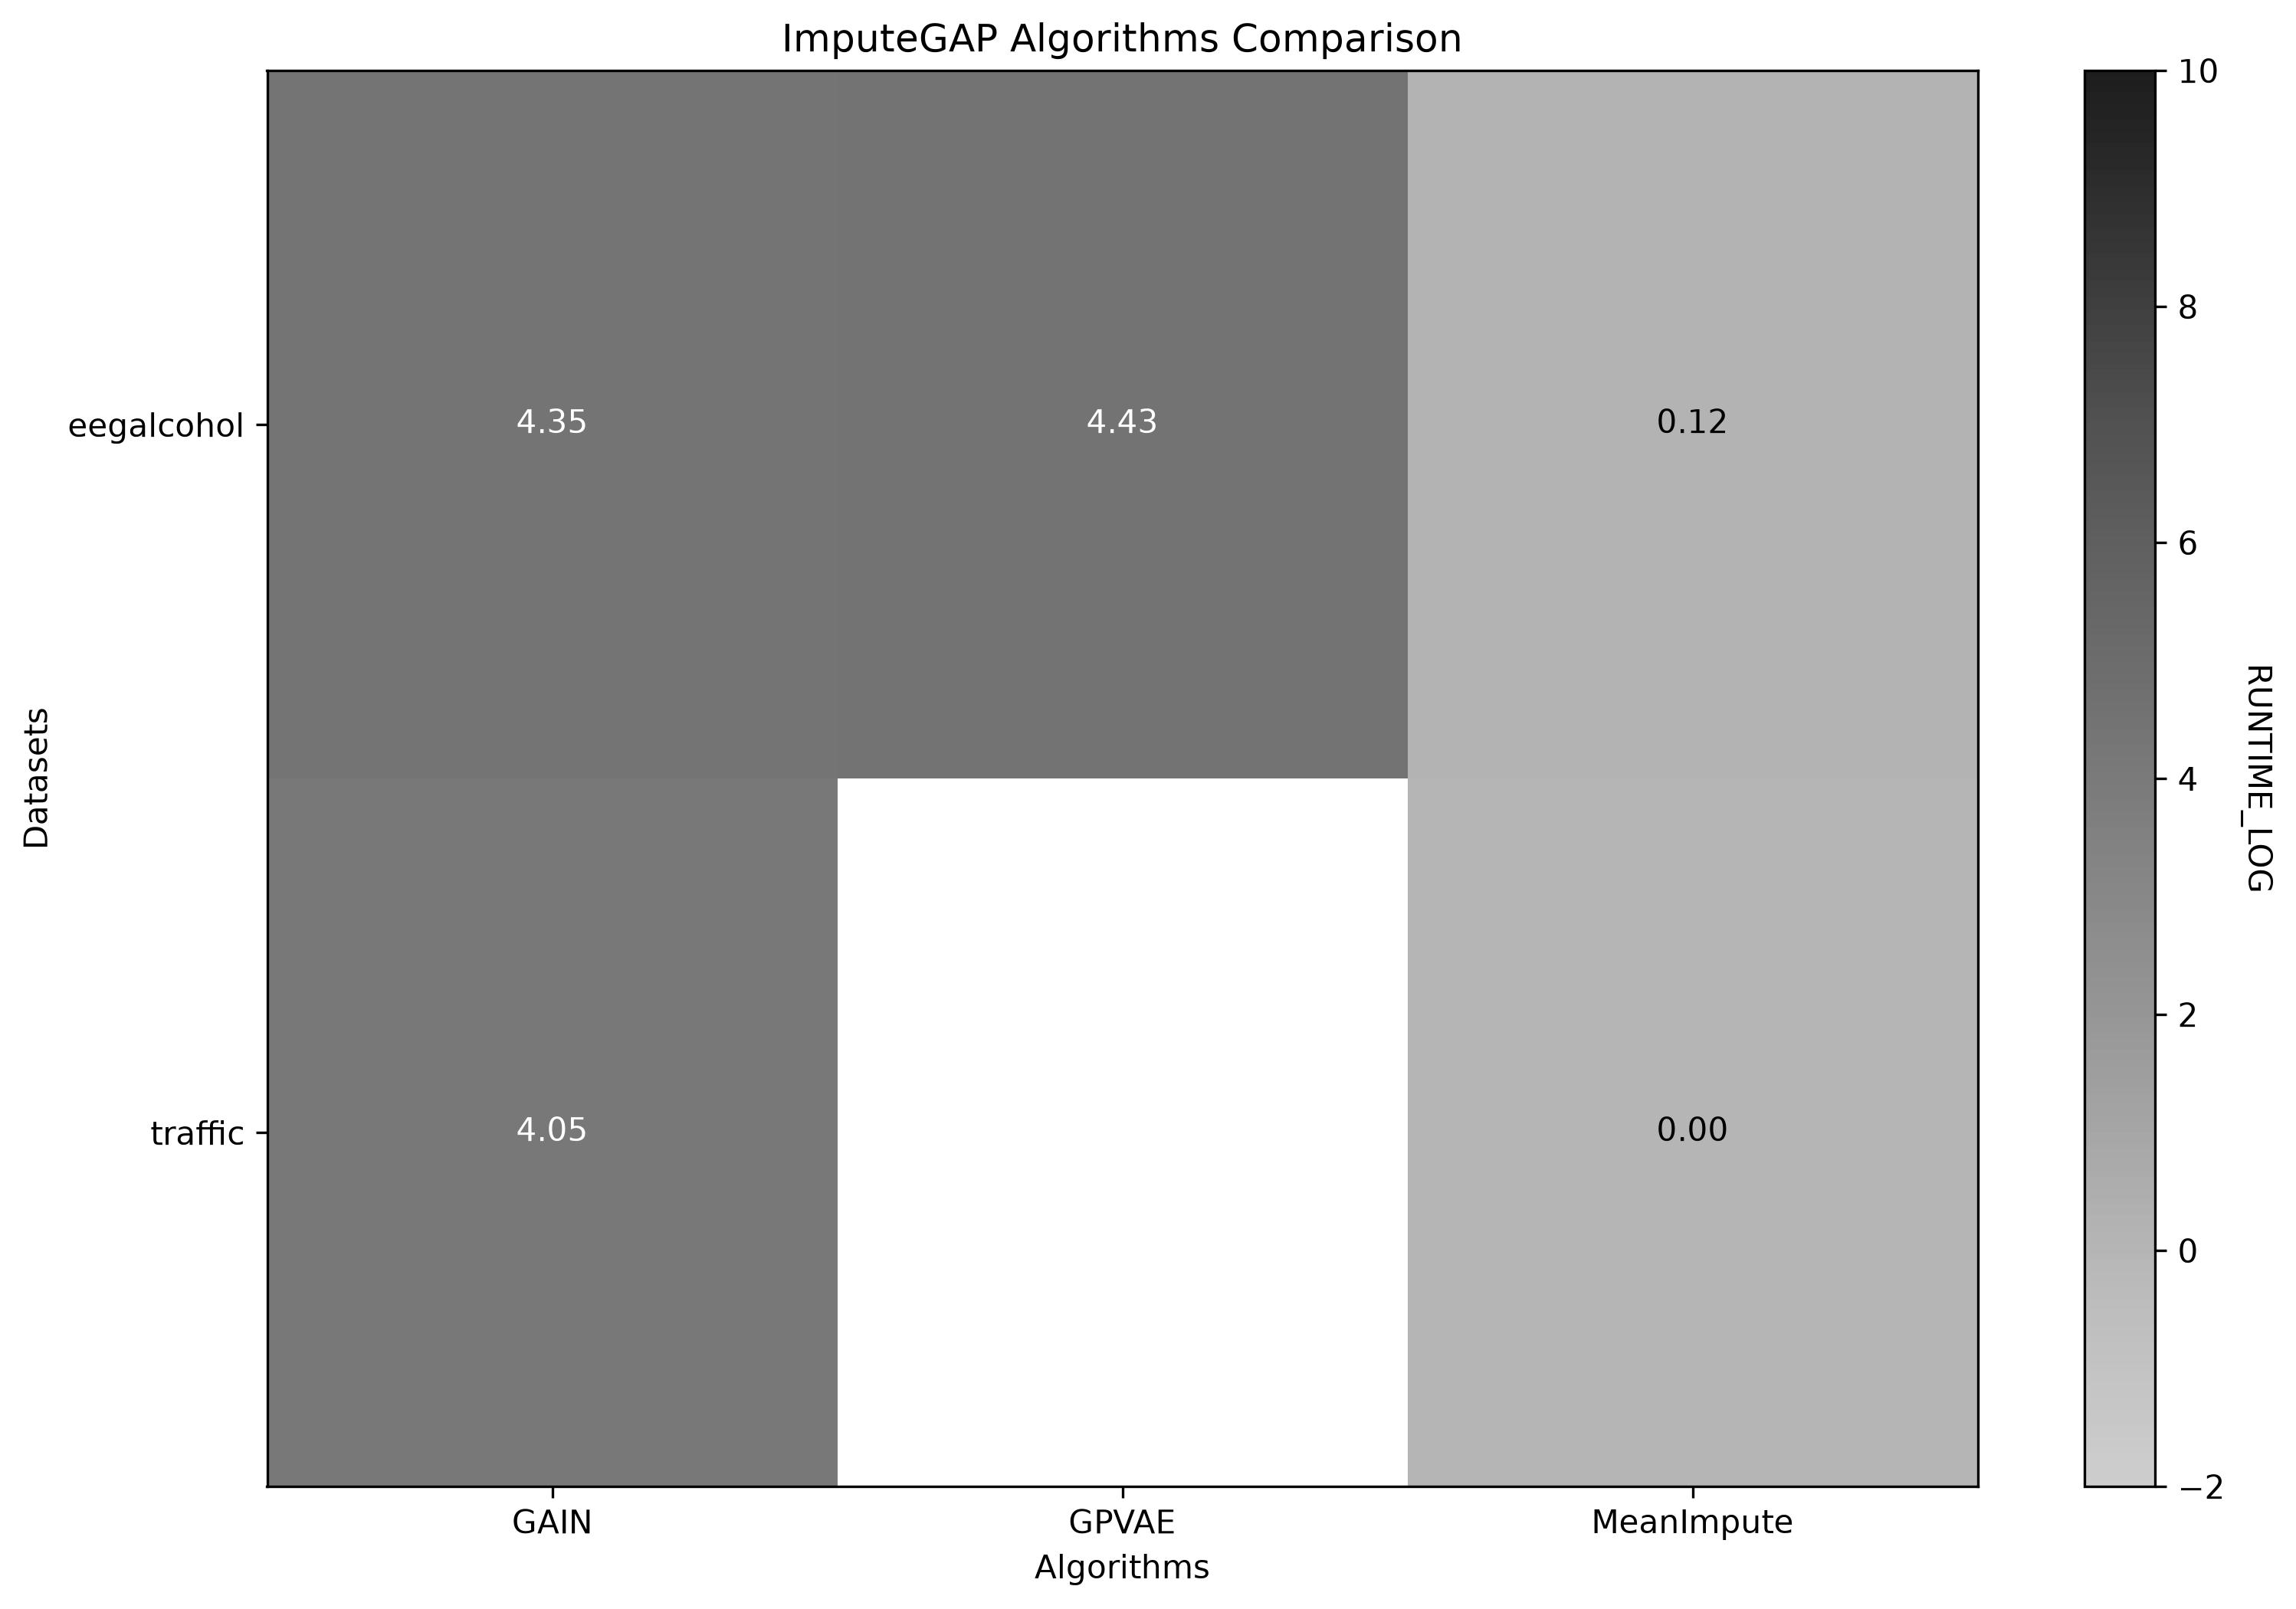 ImputeGAP Algorithms Comparison
Datasets
eegalcohol
4.35
4.43
0.12
traffic
4.05
0.00
GAIN
GPVAE
MeanImpute
Algorithms
10
8
6
4
2
0
−2
RUNTIME_LOG